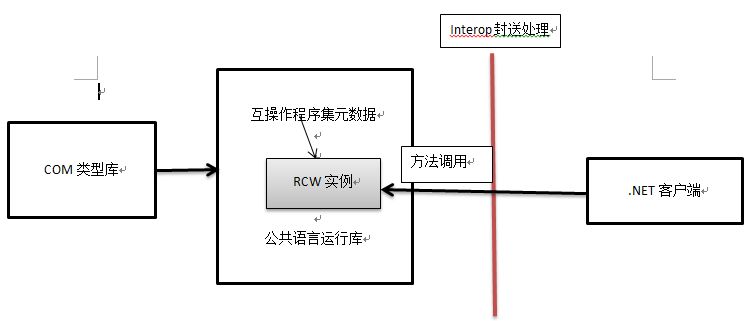 Interop 封送处理
互操作程序集元数据
COM 类型库
RCW 实例
方法调用
.NET 客户端
公共语言运行库